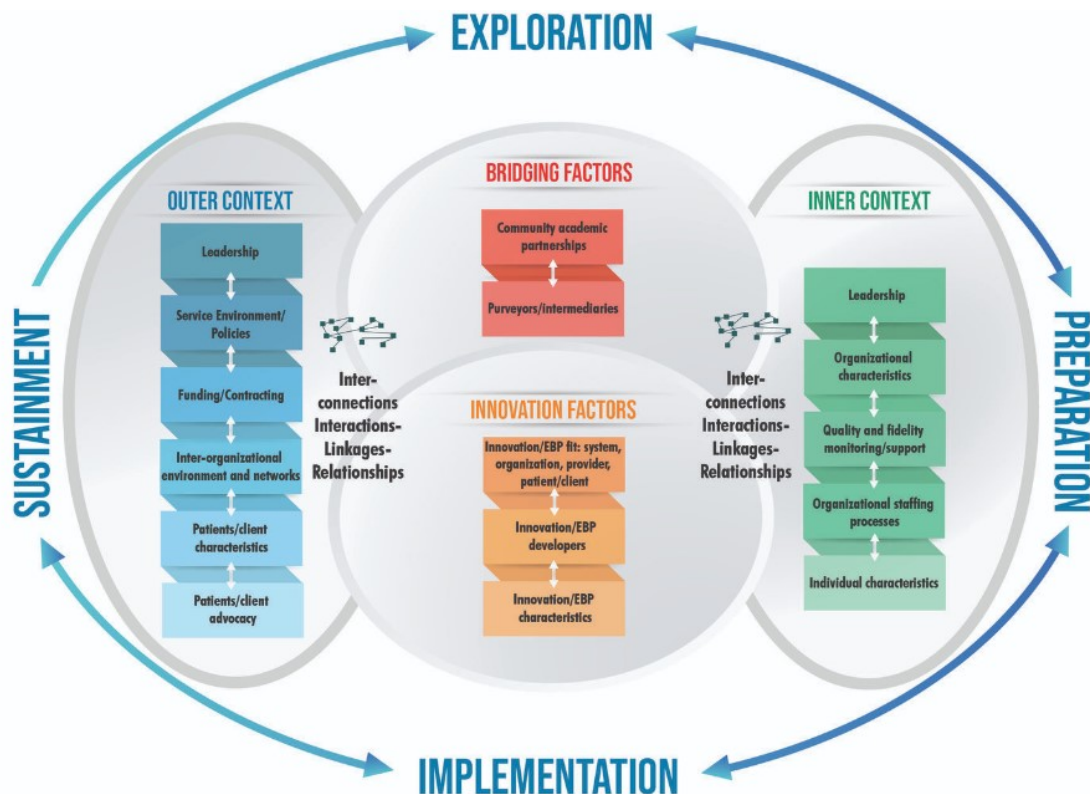 EXPLORATION
BRIDGING FACTORS
OUTER CONTEXT
INNER CONTEXT
Leadership
Service Environment/
Policies
Funding/Contracting
Inter-organizational
environment and networks
Patients/client
characteristics
Patients/client
advocacy
Community academic
partnerships
Purveyors/intermediaries
Inter-
connections
Interactions-
Linkages-
Relationships
INNOVATION FACTORS
Innovation/EBP fit: system,
organization, provider,
patient/client
Innovation/EBP
developers
Innovation/EBP
characteristics
Inter-
connections
Interactions-
Linkages-
Relationships
Leadership
Organizational
characteristics
Quality and fidelity
monitoring/support
Organizational staffing
processes
Individual characteristics
SUSTAINMENT
PREPARATION
IMPLEMENTATION